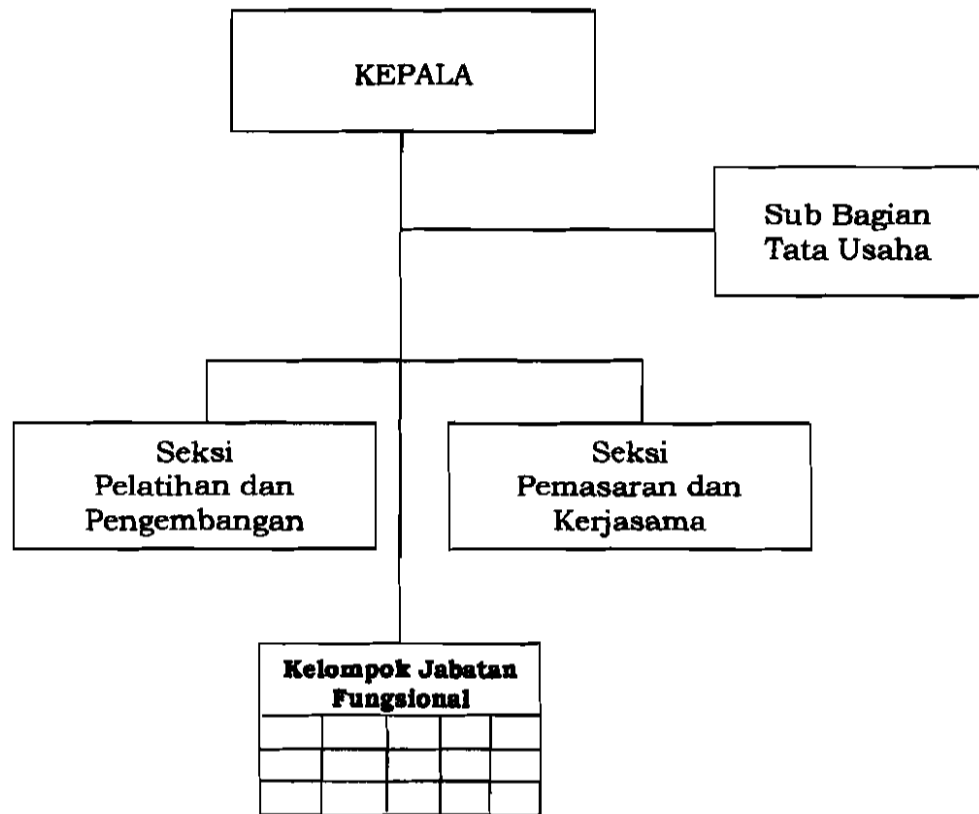 KEPALA
Sub Bagian
Tata Usaha
Seksi
Pelatihan dan
Pengembangan
Seksi
Pemasaran dan
Kerjasama
Kelompok Jabatan
Fungsional